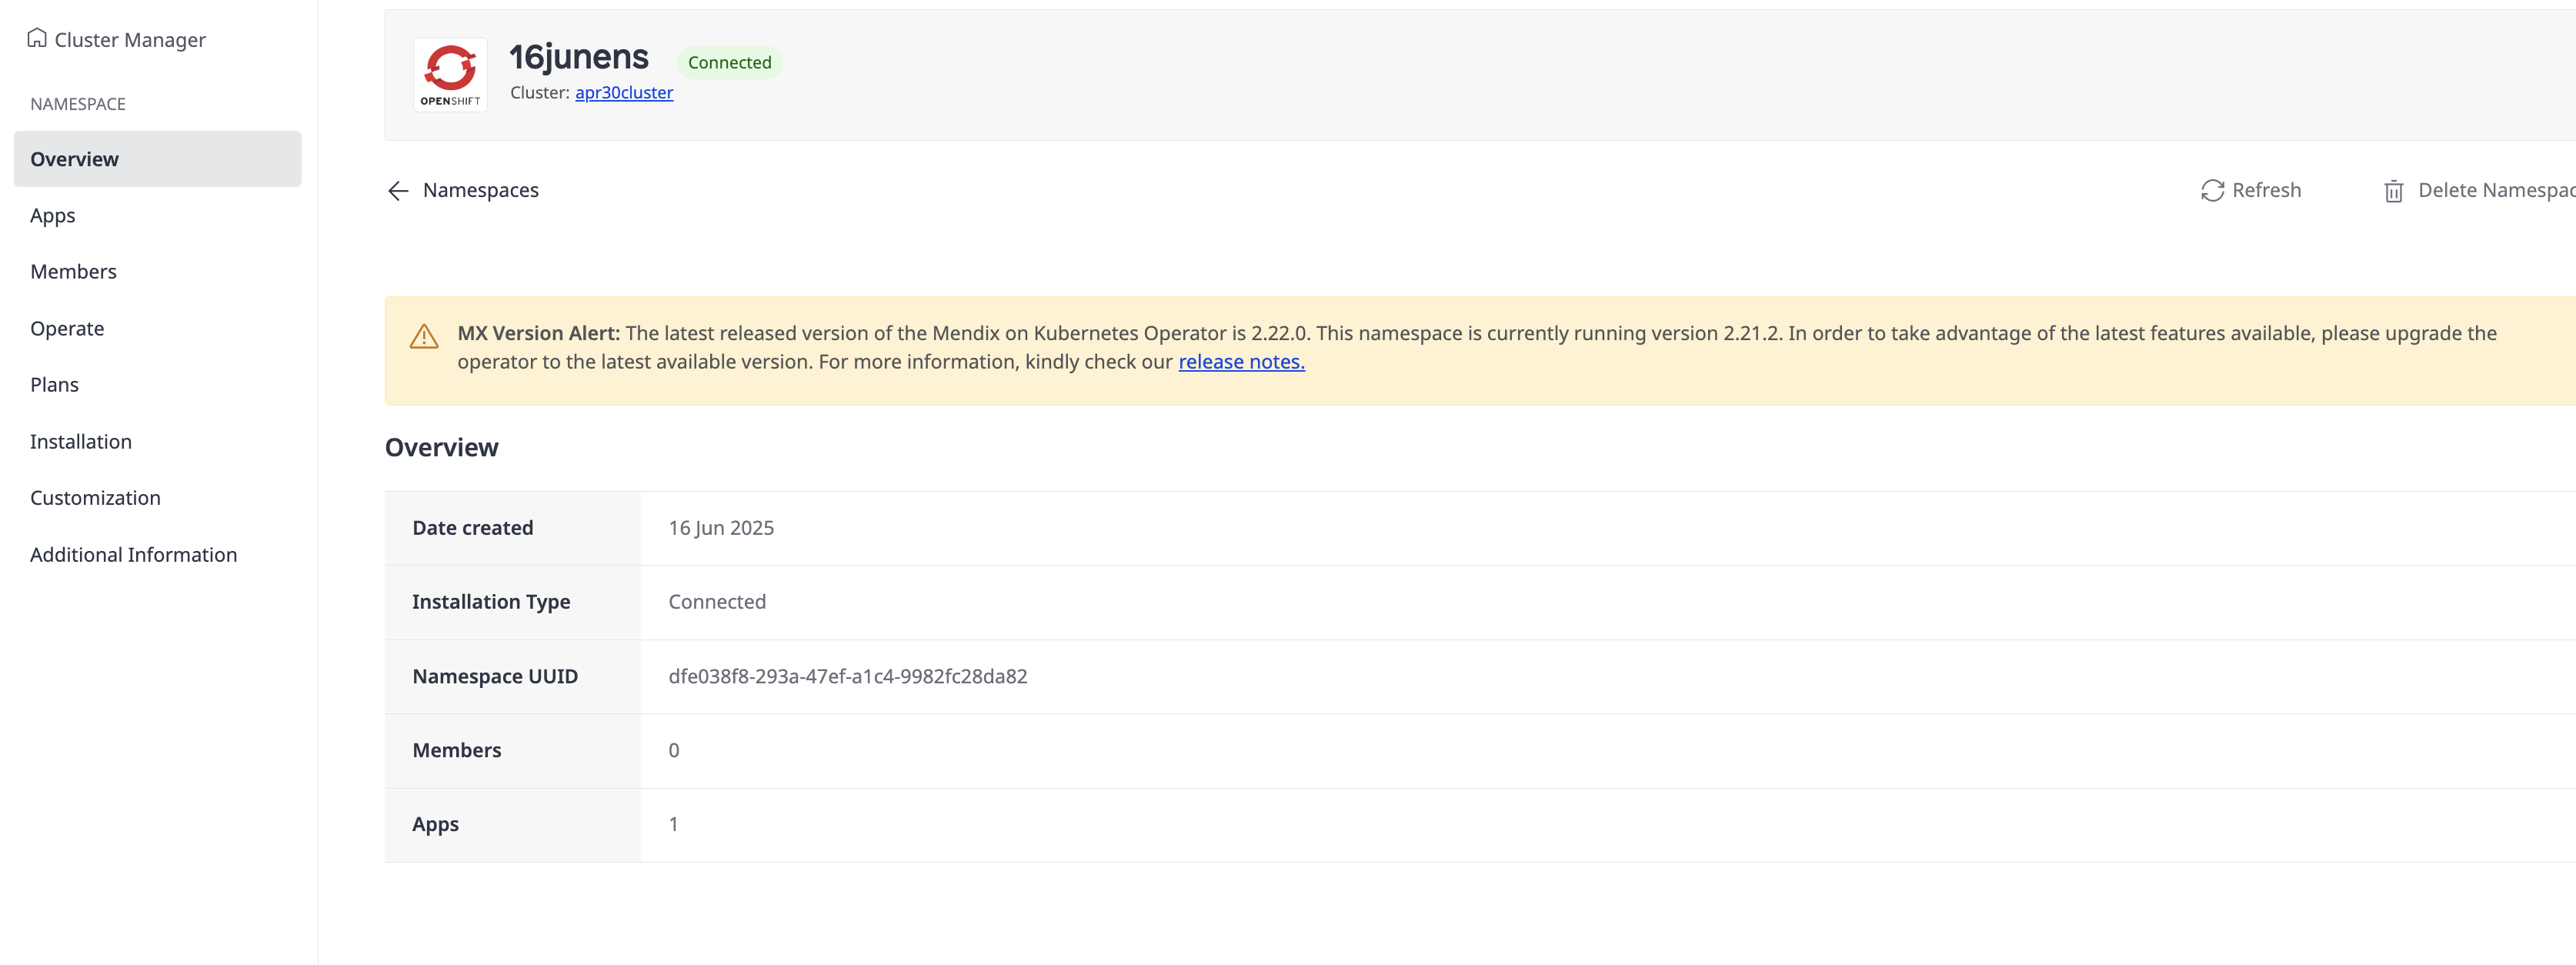 Cluster Manager
NAMESPACE
Overview
Apps
Members
Operate
Plans
Installation
Customization
Additional Information
OPENSHIFT
16junens
Connected
Cluster: apr30cluster
Namespaces
Refresh
Delete Namespac
MX Version Alert: The latest released version of the Mendix on Kubernetes Operator is 2.22.0. This namespace is currently running version 2.21.2. In order to take advantage of the latest features available, please upgrade the
operator to the latest available version. For more information, kindly check our release notes.
Overview
Date created 16 Jun 2025
Installation Type Connected
Namespace UUID dfe038f8-293a-47ef-a1c4-9982fc28da82
Members 0
Apps 1